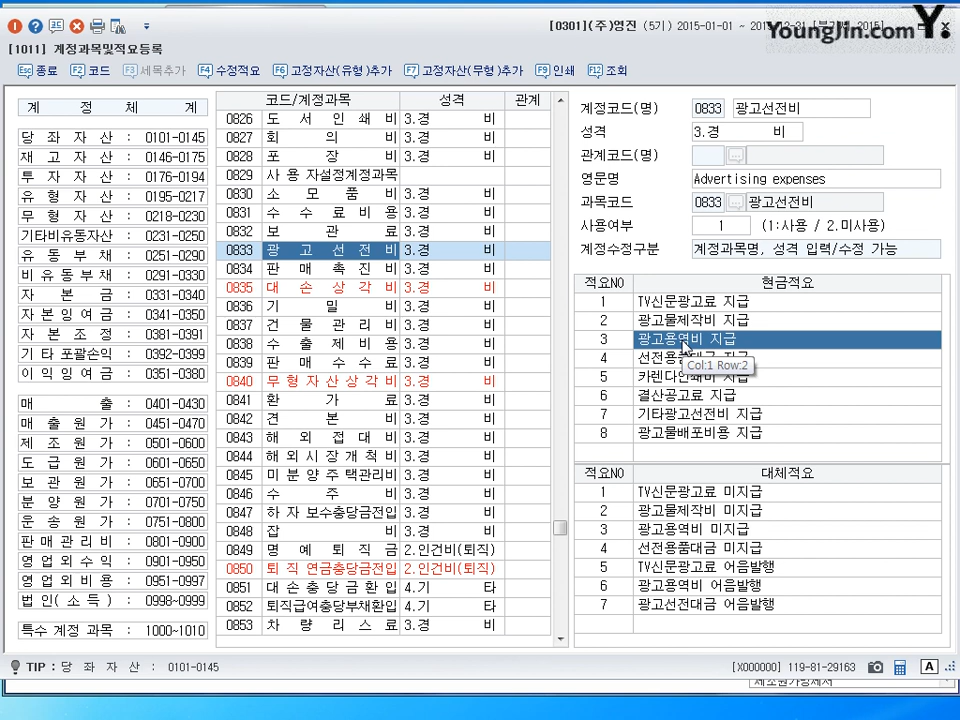 [0301](주)영진 (5기) 2015-01-01 ~ 2015-12-31 [부가세 2015]
YoungJin.com Y.
[1011] 계정과목및적요등록
Esc 종료 F2 코드 F3 세목추가 F4 수정적요 F6 고정자산(유형)추가 F7 고정자산(무형)추가 F9 인쇄 F12 조회
계 정 체 계
당 좌 자 산 : 0101-0145
재 고 자 산 : 0146-0175
투 자 자 산 : 0176-0194
유 형 자 산 : 0195-0217
무 형 자 산 : 0218-0230
기타비유동자산 : 0231-0250
유 동 부 채 : 0251-0290
비 유 동 부 채 : 0291-0330
자 본 금 : 0331-0340
자 본 잉 여 금 : 0341-0350
자 본 조 정 : 0381-0391
기 타 포괄손익 : 0392-0399
이 익 잉 여 금 : 0351-0380
매 출 : 0401-0430
매 출 원 가 : 0451-0470
제 조 원 가 : 0501-0600
도 급 원 가 : 0601-0650
보 관 원 가 : 0651-0700
분 양 원 가 : 0701-0750
운 송 원 가 : 0751-0800
판 매 관 리 비 : 0801-0900
영 업 외 수 익 : 0901-0950
영 업 외 비 용 : 0951-0997
법 인 ( 소 득 ) : 0998-0999
특수 계정 과목 : 1000~1010
코드/계정과목 성격 관계
0826 도 서 인 쇄 비 3.경 비
0827 회 의 비 3.경 비
0828 포 장 비 3.경 비
0829 사 용 자설정계정과목
0830 소 모 품 비 3.경 비
0831 수 수 료 비 용 3.경 비
0832 보 관 료 3.경 비
0833 광 고 선 전 비 3.경 비
0834 판 매 촉 진 비 3.경 비
0835 대 손 상 각 비 3.경 비
0836 기 밀 비 3.경 비
0837 건 물 관 리 비 3.경 비
0838 수 출 제 비 용 3.경 비
0839 판 매 수 수 료 3.경 비
0840 무 형 자 산 상 각 비 3.경 비
0841 환 가 료 3.경 비
0842 견 본 비 3.경 비
0843 해 외 접 대 비 3.경 비
0844 해 외 시 장 개 척 비 3.경 비
0845 미 분 양 주 택관리비 3.경 비
0846 수 주 비 3.경 비
0847 하 자 보수충당금전입 3.경 비
0848 잡 비 3.경 비
0849 명 예 퇴 직 금 2.인건비(퇴직)
0850 퇴 직 연금충당금전입 2.인건비(퇴직)
0851 대 손 충 당 금 환 입 4.기 타
0852 퇴직급여충당부채환입 4.기 타
0853 차 량 리 스 료 3.경 비
계정코드(명) 0833 광고선전비
성격 3.경 비
관계코드(명)
영문명 Advertising expenses
과목코드 0833 광고선전비
사용여부 1 (1:사용 / 2.미사용)
계정수정구분 계정과목명, 성격 입력/수정 가능
적요NO 현금적요
1 TV신문광고료 지급
2 광고물제작비 지급
3 광고용역비 지급
4 선전용품대금 지급
Col:1 Row:2
5 카렌다인쇄비 지급
6 결산공고료 지급
7 기타광고선전비 지급
8 광고물배포비용 지급
적요NO 대체적요
1 TV신문광고료 미지급
2 광고물제작비 미지급
3 광고용역비 미지급
4 선전용품대금 미지급
5 TV신문광고료 어음발행
6 광고용역비 어음발행
7 광고선전대금 어음발행
TIP : 당 좌 자 산 : 0101-0145
[X000000] 119-81-29163 A
제조원가명세서